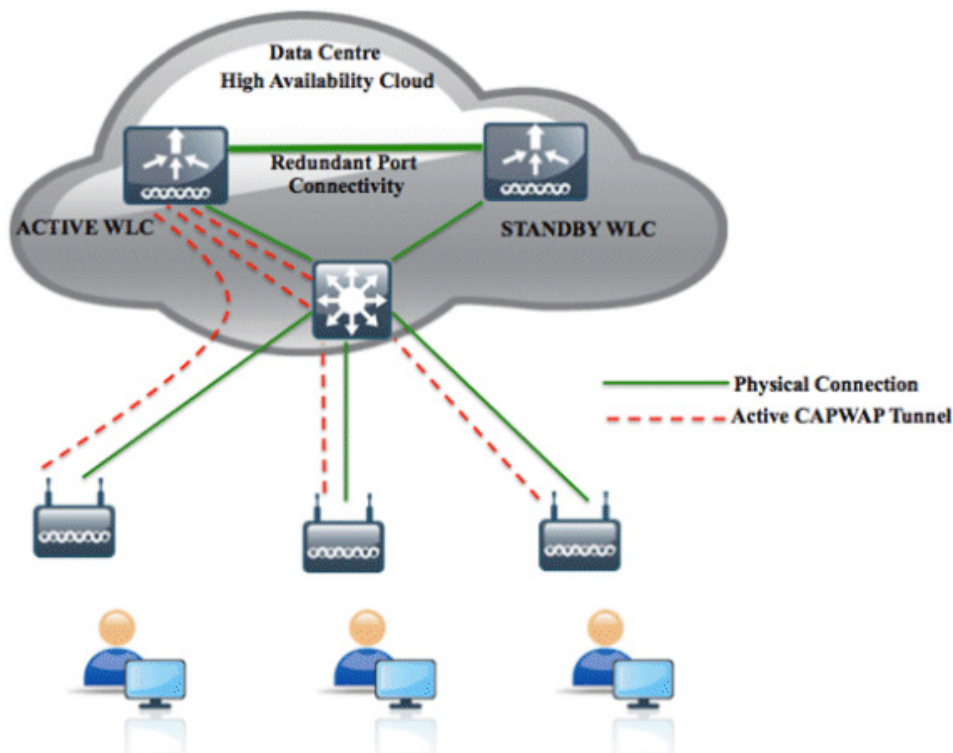 Data Centre
High Availability Cloud
Redundant Port
Connectivity
ACTIVE WLC
STANDBY WLC
Physical Connection
Active CAPWAP Tunnel